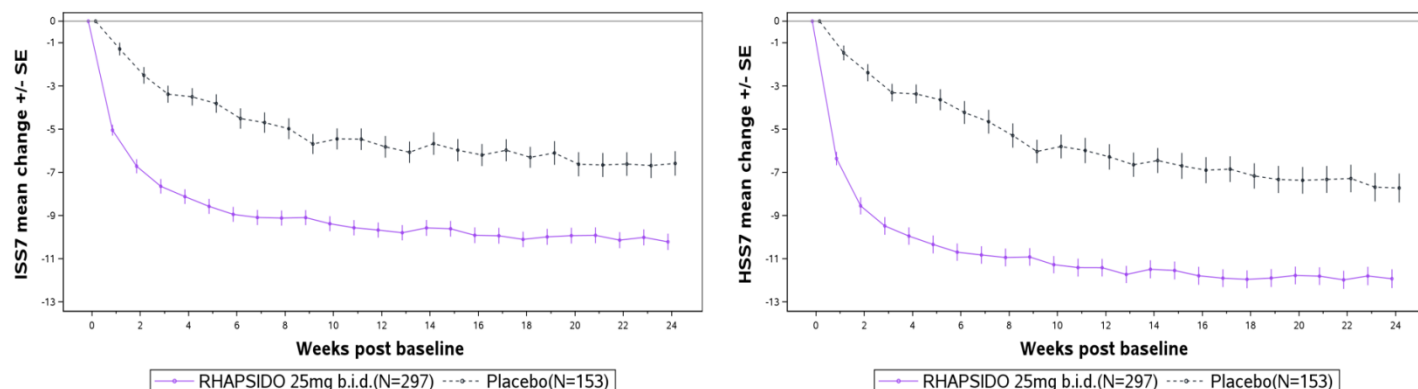 ISS7 mean change +/- SE
0
-1
-3
-5
-7
-9
-11
-13
0 2 4 6 8 10 12 14 16 18 20 22 24
Weeks post baseline
RHAPSIDO 25mg b.i.d.(N=297) Placebo(N=153)
HSS7 mean change +/- SE
0
-1
-3
-5
-7
-9
-11
-13
0 2 4 6 8 10 12 14 16 18 20 22 24
Weeks post baseline
RHAPSIDO 25mg b.i.d.(N=297) Placebo(N=153)